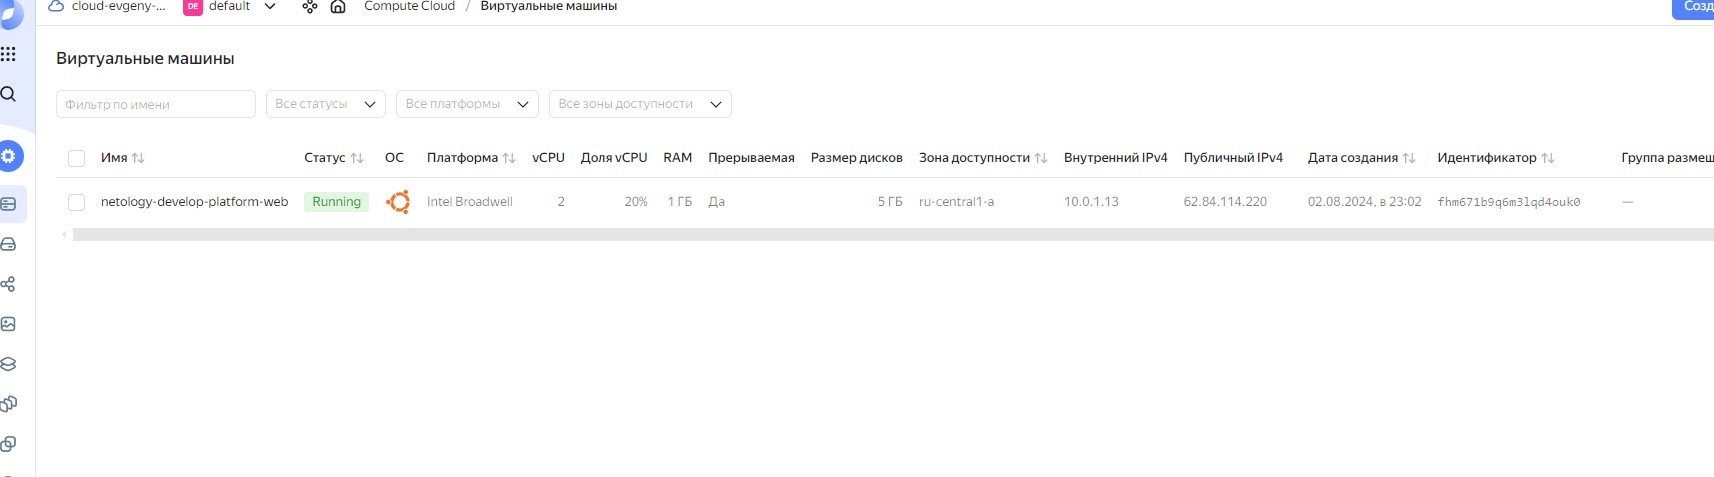 cloud-evgeny-... DE default Compute Cloud / Виртуальные машины Созд
Виртуальные машины
Фильтр по имени Все статусы Все платформы Все зоны доступности
Имя Статус ОС Платформа vCPU Доля vCPU RAM Прерываемая Размер дисков Зона доступности Внутренний IPv4 Публичный IPv4 Дата создания Идентификатор Группа размещ
netology-develop-platform-web Running Intel Broadwell 2 20% 1 ГБ Да 5 ГБ ru-central1-a 10.0.1.13 62.84.114.220 02.08.2024, в 23:02 fhm671b9q6m3lqd4ouk0 —